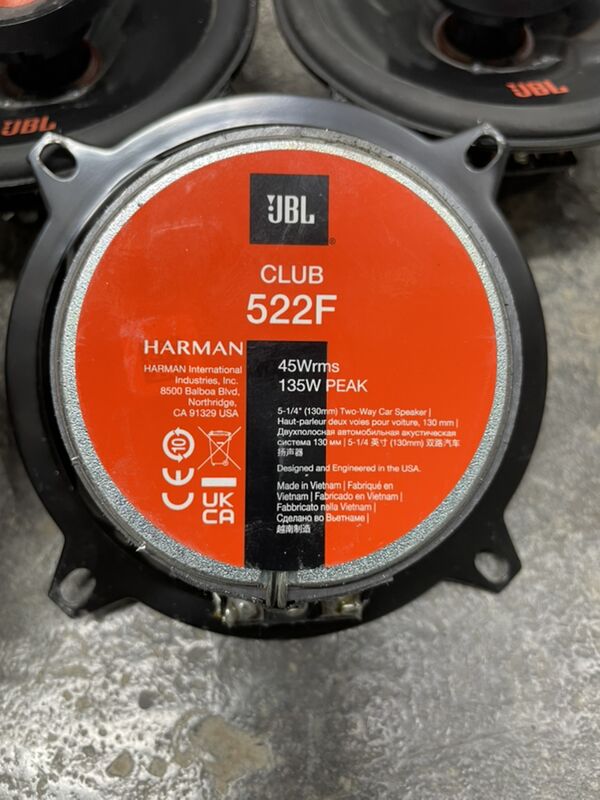 JBL
JBL
JBL
®
CLUB
522F
HARMAN
HARMAN International
Industries, Inc.
8500 Balboa Blvd,
Northridge,
CA 91329 USA
45Wrms
135W PEAK
5-1/4" (130mm) Two-Way Car Speaker |
Haut-parleur deux voies pour voiture, 130 mm |
Двухполосная автомобильная акустическая
система 130 мм | 5-1/4 英寸 (130mm) 双路汽车
扬声器
Designed and Engineered in the USA.
Made in Vietnam | Fabriqué en
Vietnam | Fabricado en Vietnam |
Fabbricato nella Vietnam |
Сделано во Вьетнаме |
越南制造
10
CE
UK
CA